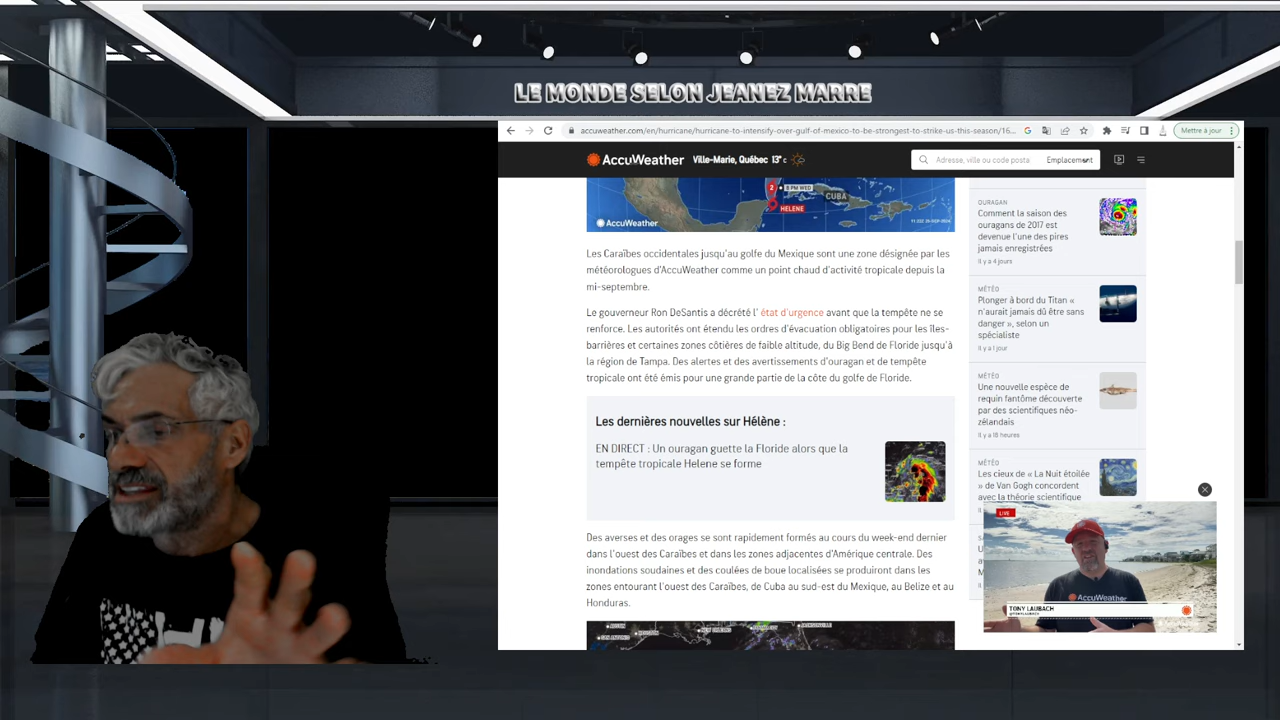 LE MONDE SELON JEANEZ MARRE
accuweather.com/en/hurricane/hurricane-to-intensify-over-gulf-of-mexico-to-be-strongest-to-strike-us-this-season/16...
Mettre à jour
AccuWeather
Ville-Marie, Québec 13° C
Adresse, ville ou code posta
Emplacement
2
8 PM WED
HELENE
CUBA
AccuWeather
Les Caraïbes occidentales jusqu'au golfe du Mexique sont une zone désignée par les
météorologues d'AccuWeather comme un point chaud d'activité tropicale depuis la
mi-septembre.
Le gouverneur Ron DeSantis a décrété l' état d'urgence avant que la tempête ne se
renforce. Les autorités ont étendu les ordres d'évacuation obligatoires pour les îles-
barrières et certaines zones côtières de faible altitude, du Big Bend de Floride jusqu'à
la région de Tampa. Des alertes et des avertissements d'ouragan et de tempête
tropicale ont été émis pour une grande partie de la côte du golfe de Floride.
Les dernières nouvelles sur Hélène :
EN DIRECT : Un ouragan guette la Floride alors que la
tempête tropicale Helene se forme
Des averses et des orages se sont rapidement formés au cours du week-end dernier
dans l'ouest des Caraïbes et dans les zones adjacentes d'Amérique centrale. Des
inondations soudaines et des coulées de boue localisées se produiront dans les
zones entourant l'ouest des Caraïbes, de Cuba au sud-est du Mexique, au Belize et au
Honduras.
SAN ANTONIO
HOUSTON
NEW ORLEANS
JACKSONVILLE
OURAGAN
Comment la saison des
ouragans de 2017 est
devenue l'une des pires
jamais enregistrées
Il y a 4 jours
MÉTÉO
Plonger à bord du Titan «
n'aurait jamais dû être sans
danger », selon un
spécialiste
Il y a 1 jour
MÉTÉO
Une nouvelle espèce de
requin fantôme découverte
par des scientifiques néo-
zélandais
Il y a 18 heures
MÉTÉO
Les cieux de « La Nuit étoilée
» de Van Gogh concordent
avec la théorie scientifique
LIVE
AccuWeather
TONY LAUBACH
@TONYLAUBACH